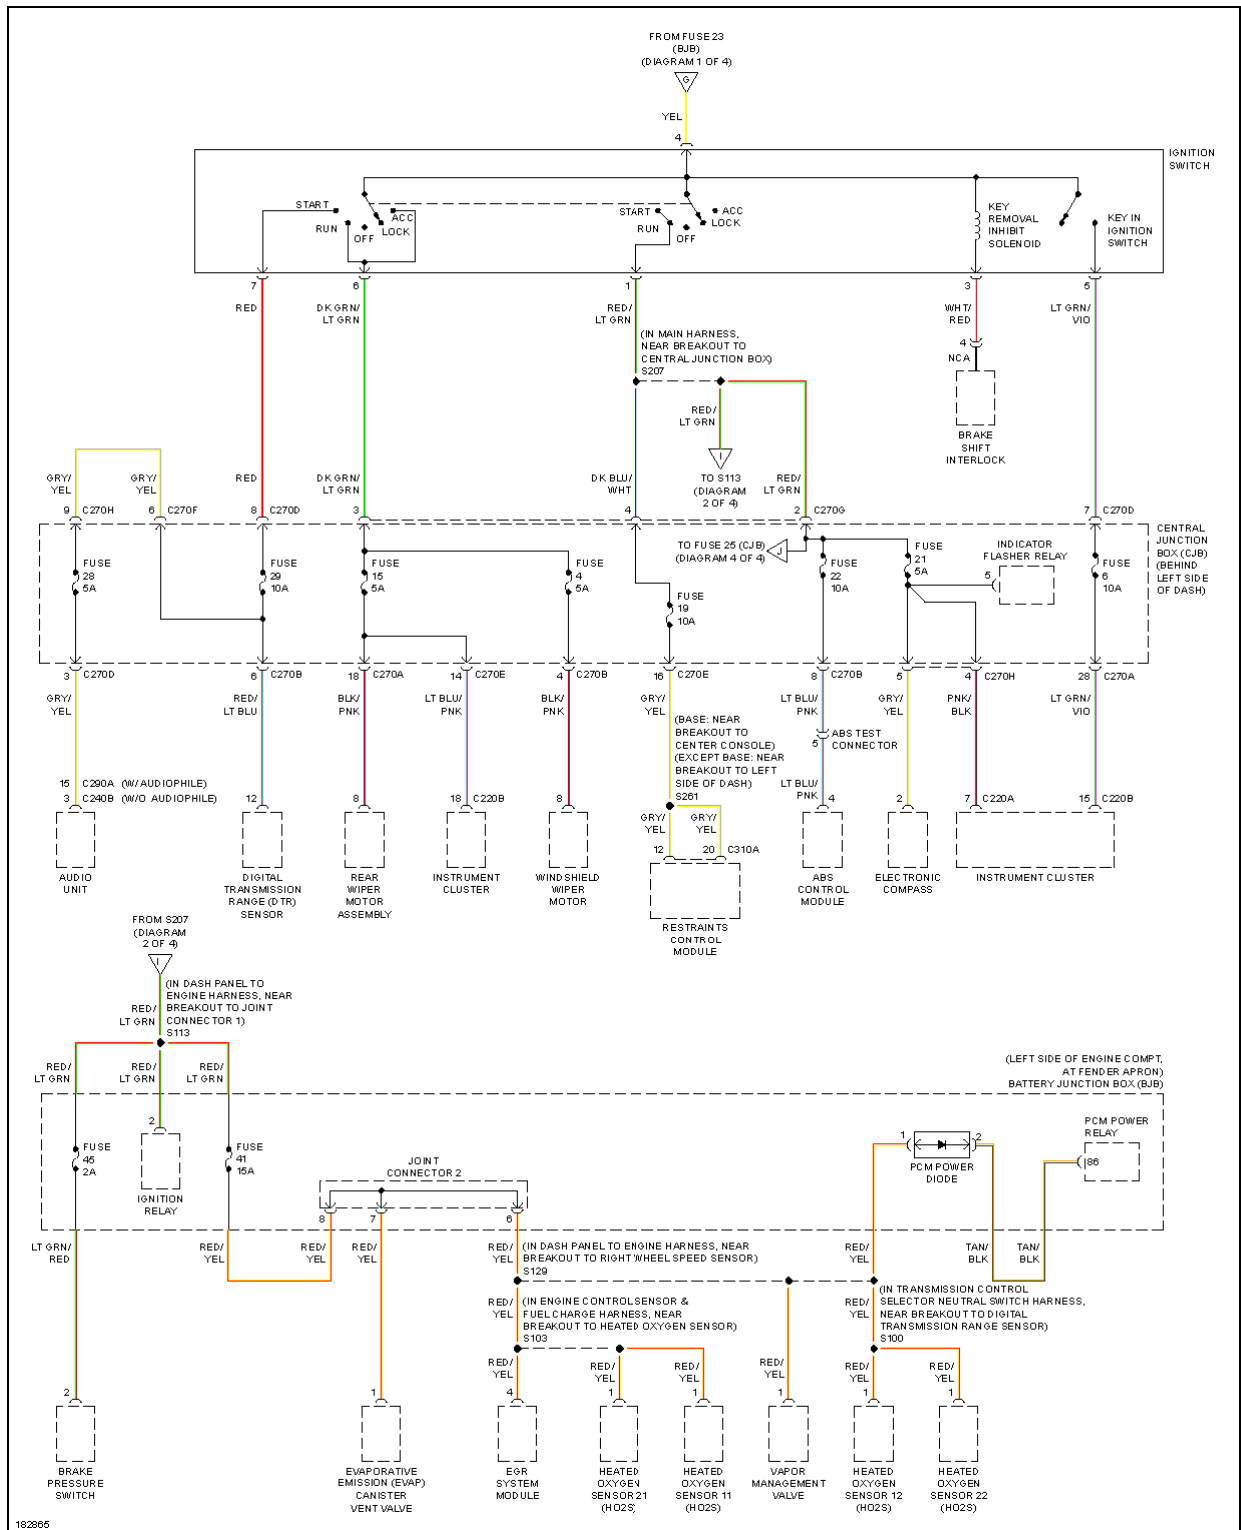 FROM FUSE 23
(BJB)
(DIAGRAM 1 OF 4)
G
YEL
4
IGNITION
SWITCH
START
RUN
OFF
ACC
LOCK
START
RUN
OFF
ACC
LOCK
KEY
REMOVAL
INHIBIT
SOLENOID
KEY IN
IGNITION
SWITCH
7
6
1
3
5
RED
DK GRN/
LT GRN
RED/
LT GRN
WHT/
RED
LT GRN/
VIO
(IN MAIN HARNESS,
NEAR BREAKOUT TO
CENTRAL JUNCTION BOX)
S207
4
NCA
BRAKE
SHIFT
INTERLOCK
RED/
LT GRN
I
TO S113
(DIAGRAM
2 OF 4)
GRY/
YEL
GRY/
YEL
RED
DK GRN/
LT GRN
DK BLU/
WHT
RED/
LT GRN
9 C270H
6 C270F
8 C270D
3
4
2 C270G
7 C270D
CENTRAL
JUNCTION
BOX (CJB)
(BEHIND
LEFT SIDE
OF DASH)
FUSE
28
5A
FUSE
29
10A
FUSE
15
5A
FUSE
4
5A
FUSE
19
10A
TO FUSE 25 (CJB)
(DIAGRAM 4 OF 4)
J
FUSE
22
10A
FUSE
21
5A
INDICATOR
FLASHER RELAY
5
FUSE
6
10A
3 C270D
6 C270B
18 C270A
14 C270E
4 C270B
16 C270E
8 C270B
5
4 C270H
28 C270A
GRY/
YEL
RED/
LT BLU
BLK/
PNK
LT BLU/
PNK
BLK/
PNK
GRY/
YEL
LT BLU/
PNK
GRY/
YEL
PNK/
BLK
LT GRN/
VIO
(BASE: NEAR
BREAKOUT TO
CENTER CONSOLE)
(EXCEPT BASE: NEAR
BREAKOUT TO LEFT
SIDE OF DASH)
S261
5
ABS TEST
CONNECTOR
LT BLU/
PNK
15 C290A (W/ AUDIOPHILE)
3 C240B (W/O AUDIOPHILE)
12
8
18 C220B
8
4
2
7 C220A
15 C220B
GRY/
YEL
GRY/
YEL
12
20 C310A
AUDIO
UNIT
DIGITAL
TRANSMISSION
RANGE (DTR)
SENSOR
REAR
WIPER
MOTOR
ASSEMBLY
INSTRUMENT
CLUSTER
WINDSHIELD
WIPER
MOTOR
RESTRAINTS
CONTROL
MODULE
ABS
CONTROL
MODULE
ELECTRONIC
COMPASS
INSTRUMENT CLUSTER
FROM S207
(DIAGRAM
2 OF 4)
I
RED/
LT GRN
(IN DASH PANEL TO
ENGINE HARNESS, NEAR
BREAKOUT TO JOINT
CONNECTOR 1)
S113
RED/
LT GRN
RED/
LT GRN
RED/
LT GRN
(LEFT SIDE OF ENGINE COMPT,
AT FENDER APRON)
BATTERY JUNCTION BOX (BJB)
FUSE
45
2A
2
IGNITION
RELAY
FUSE
41
15A
JOINT
CONNECTOR 2
8
7
6
1
2
PCM POWER
DIODE
PCM POWER
RELAY
86
LT GRN/
RED
RED/
YEL
RED/
YEL
RED/
YEL
RED/
YEL
(IN DASH PANEL TO ENGINE HARNESS, NEAR
BREAKOUT TO RIGHT WHEEL SPEED SENSOR)
S129
RED/
YEL
TAN/
BLK
TAN/
BLK
RED/
YEL
(IN ENGINE CONTROL SENSOR &
FUEL CHARGE HARNESS, NEAR
BREAKOUT TO HEATED OXYGEN SENSOR)
S103
RED/
YEL
(IN TRANSMISSION CONTROL
SELECTOR NEUTRAL SWITCH HARNESS,
NEAR BREAKOUT TO DIGITAL
TRANSMISSION RANGE SENSOR)
S100
RED/
YEL
RED/
YEL
RED/
YEL
RED/
YEL
RED/
YEL
RED/
YEL
2
1
4
1
1
1
1
1
BRAKE
PRESSURE
SWITCH
EVAPORATIVE
EMISSION (EVAP)
CANISTER
VENT VALVE
EGR
SYSTEM
MODULE
HEATED
OXYGEN
SENSOR 21
(HO2S)
HEATED
OXYGEN
SENSOR 11
(HO2S)
VAPOR
MANAGEMENT
VALVE
HEATED
OXYGEN
SENSOR 12
(HO2S)
HEATED
OXYGEN
SENSOR 22
(HO2S)
182865